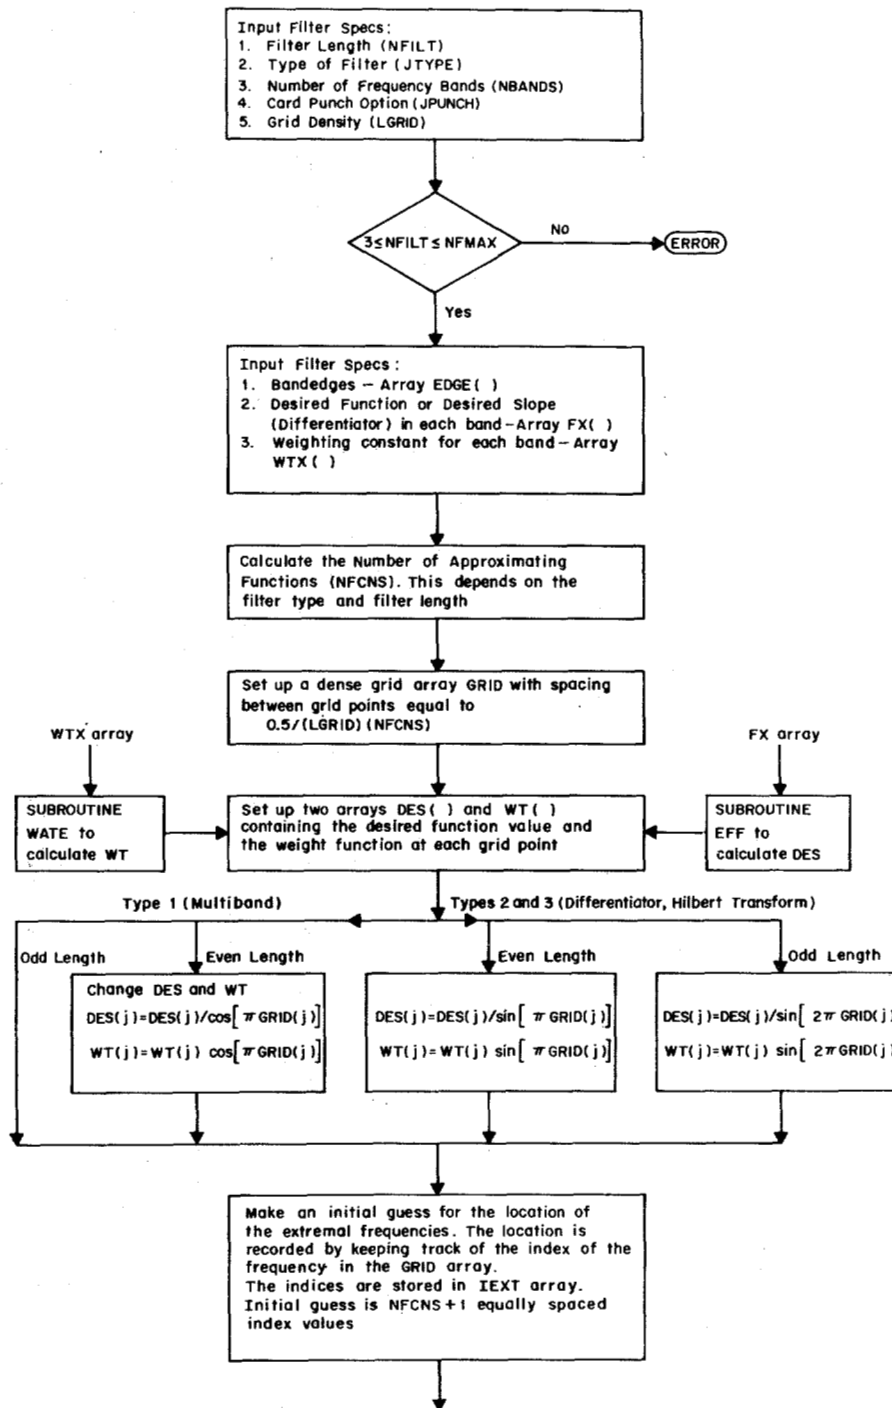 Input Filter Specs:
1. Filter Length (NFILT)
2. Type of Filter (JTYPE)
3. Number of Frequency Bands (NBANDS)
4. Card Punch Option (JPUNCH)
5. Grid Density (LGRID)
3≤NFILT≤NFMAX
No
ERROR
Yes
Input Filter Specs:
1. Bandedges – Array EDGE( )
2. Desired Function or Desired Slope
(Differentiator) in each band – Array FX( )
3. Weighting constant for each band – Array
WTX( )
Calculate the Number of Approximating
Functions (NFCNS). This depends on the
filter type and filter length
Set up a dense grid array GRID with spacing
between grid points equal to
0.5/(LGRID)(NFCNS)
WTX array
FX array
SUBROUTINE
WATE to
calculate WT
Set up two arrays DES( ) and WT( )
containing the desired function value and
the weight function at each grid point
SUBROUTINE
EFF to
calculate DES
Type 1 (Multiband)
Types 2 and 3 (Differentiator, Hilbert Transform)
Odd Length
Even Length
Even Length
Odd Length
Change DES and WT
DES(j)=DES(j)/cos[πGRID(j)]
WT(j)=WT(j) cos[πGRID(j)]
DES(j)=DES(j)/sin[πGRID(j)]
WT(j)=WT(j) sin[πGRID(j)]
DES(j)=DES(j)/sin[2πGRID(j)
WT(j)=WT(j) sin[2πGRID(j)
Make an initial guess for the location of
the extremal frequencies. The location is
recorded by keeping track of the index of the
frequency in the GRID array.
The indices are stored in IEXT array.
Initial guess is NFCNS+1 equally spaced
index values